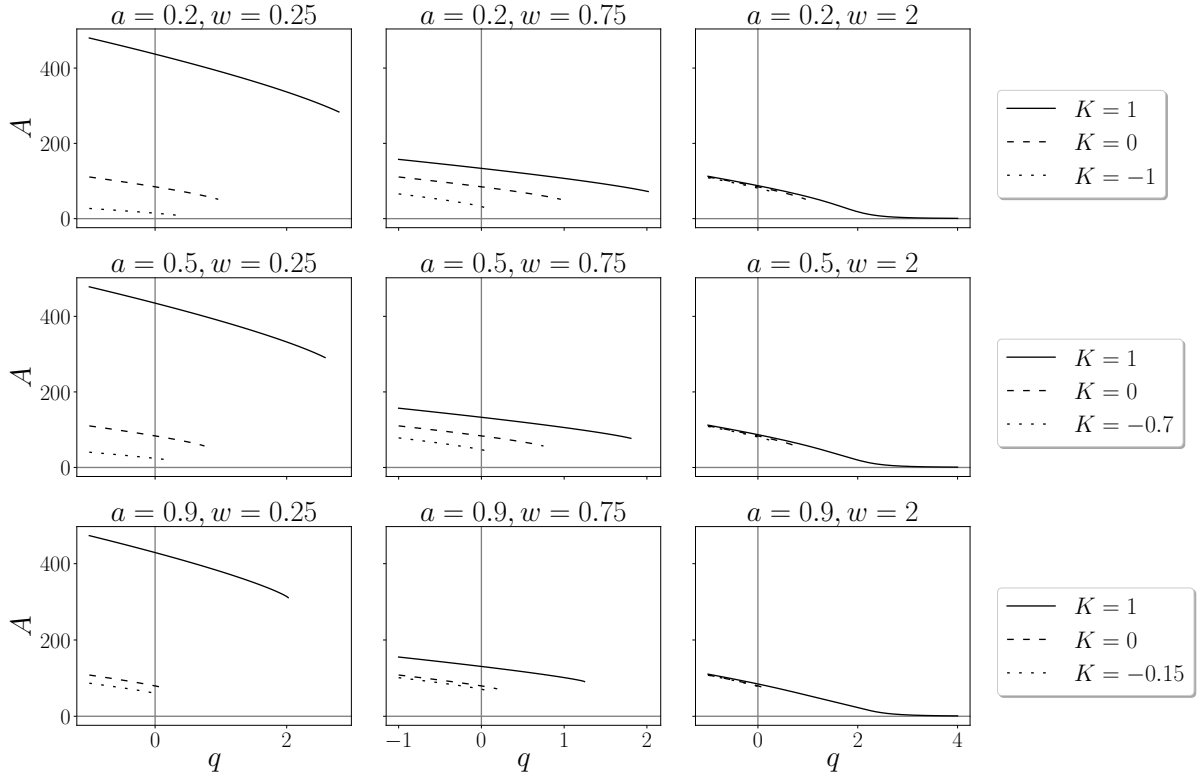 a = 0.2, w = 0.25
a = 0.2, w = 0.75
a = 0.2, w = 2
400
200
0
A
K = 1
K = 0
K = −1
a = 0.5, w = 0.25
a = 0.5, w = 0.75
a = 0.5, w = 2
400
200
0
A
K = 1
K = 0
K = −0.7
a = 0.9, w = 0.25
a = 0.9, w = 0.75
a = 0.9, w = 2
400
200
0
A
K = 1
K = 0
K = −0.15
0 2
−1 0 1 2
0 2 4
q
q
q